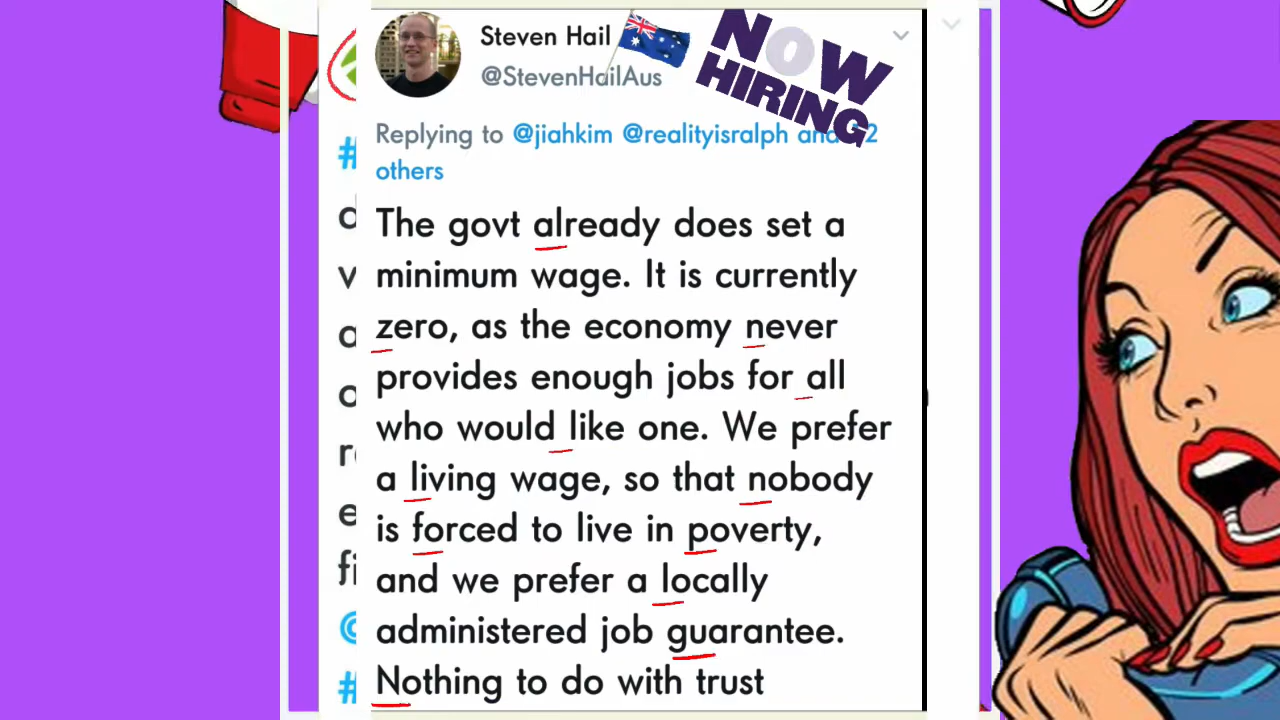 Steven Hail
NOW
HIRING
@StevenHailAus
Replying to @jiahkim @realityisralph and 2
others
The govt already does set a
minimum wage. It is currently
zero, as the economy never
provides enough jobs for all
who would like one. We prefer
a living wage, so that nobody
is forced to live in poverty,
and we prefer a locally
administered job guarantee.
Nothing to do with trust